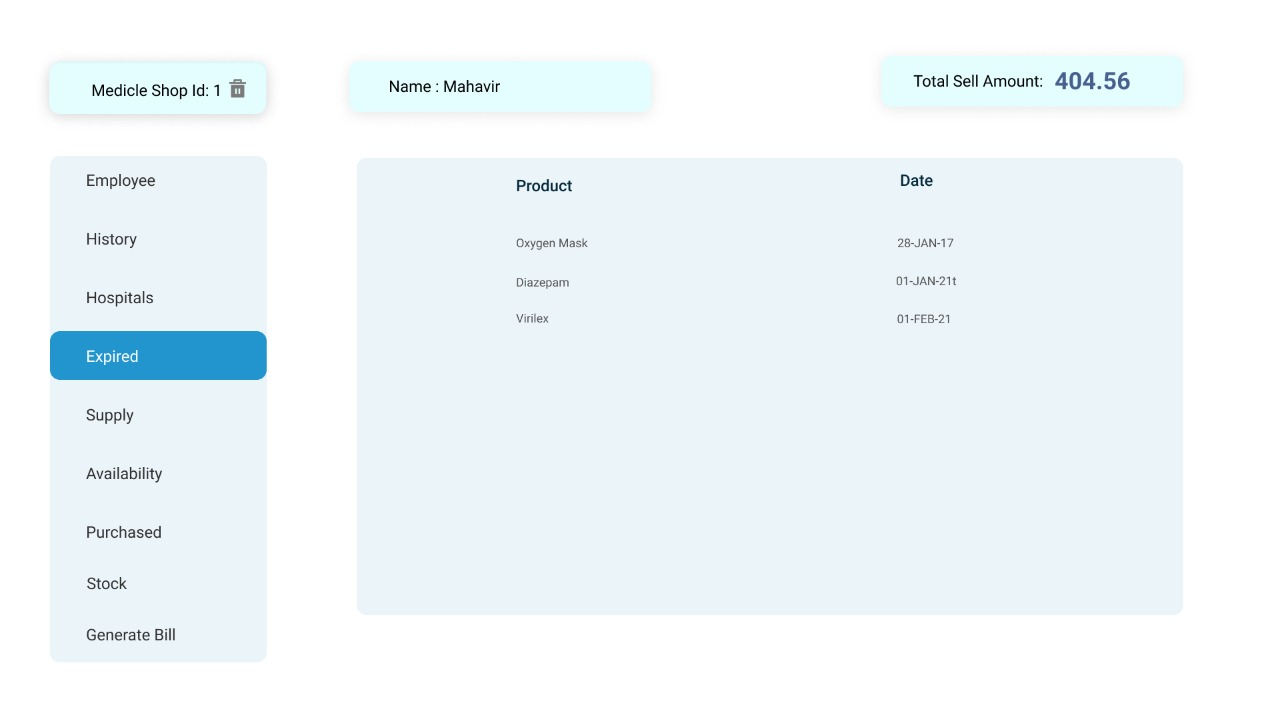 Medicle Shop Id: 1
Name : Mahavir
Total Sell Amount: 404.56
Employee
History
Hospitals
Expired
Supply
Availability
Purchased
Stock
Generate Bill
Product Date
Oxygen Mask 28-JAN-17
Diazepam 01-JAN-21t
Virilex 01-FEB-21